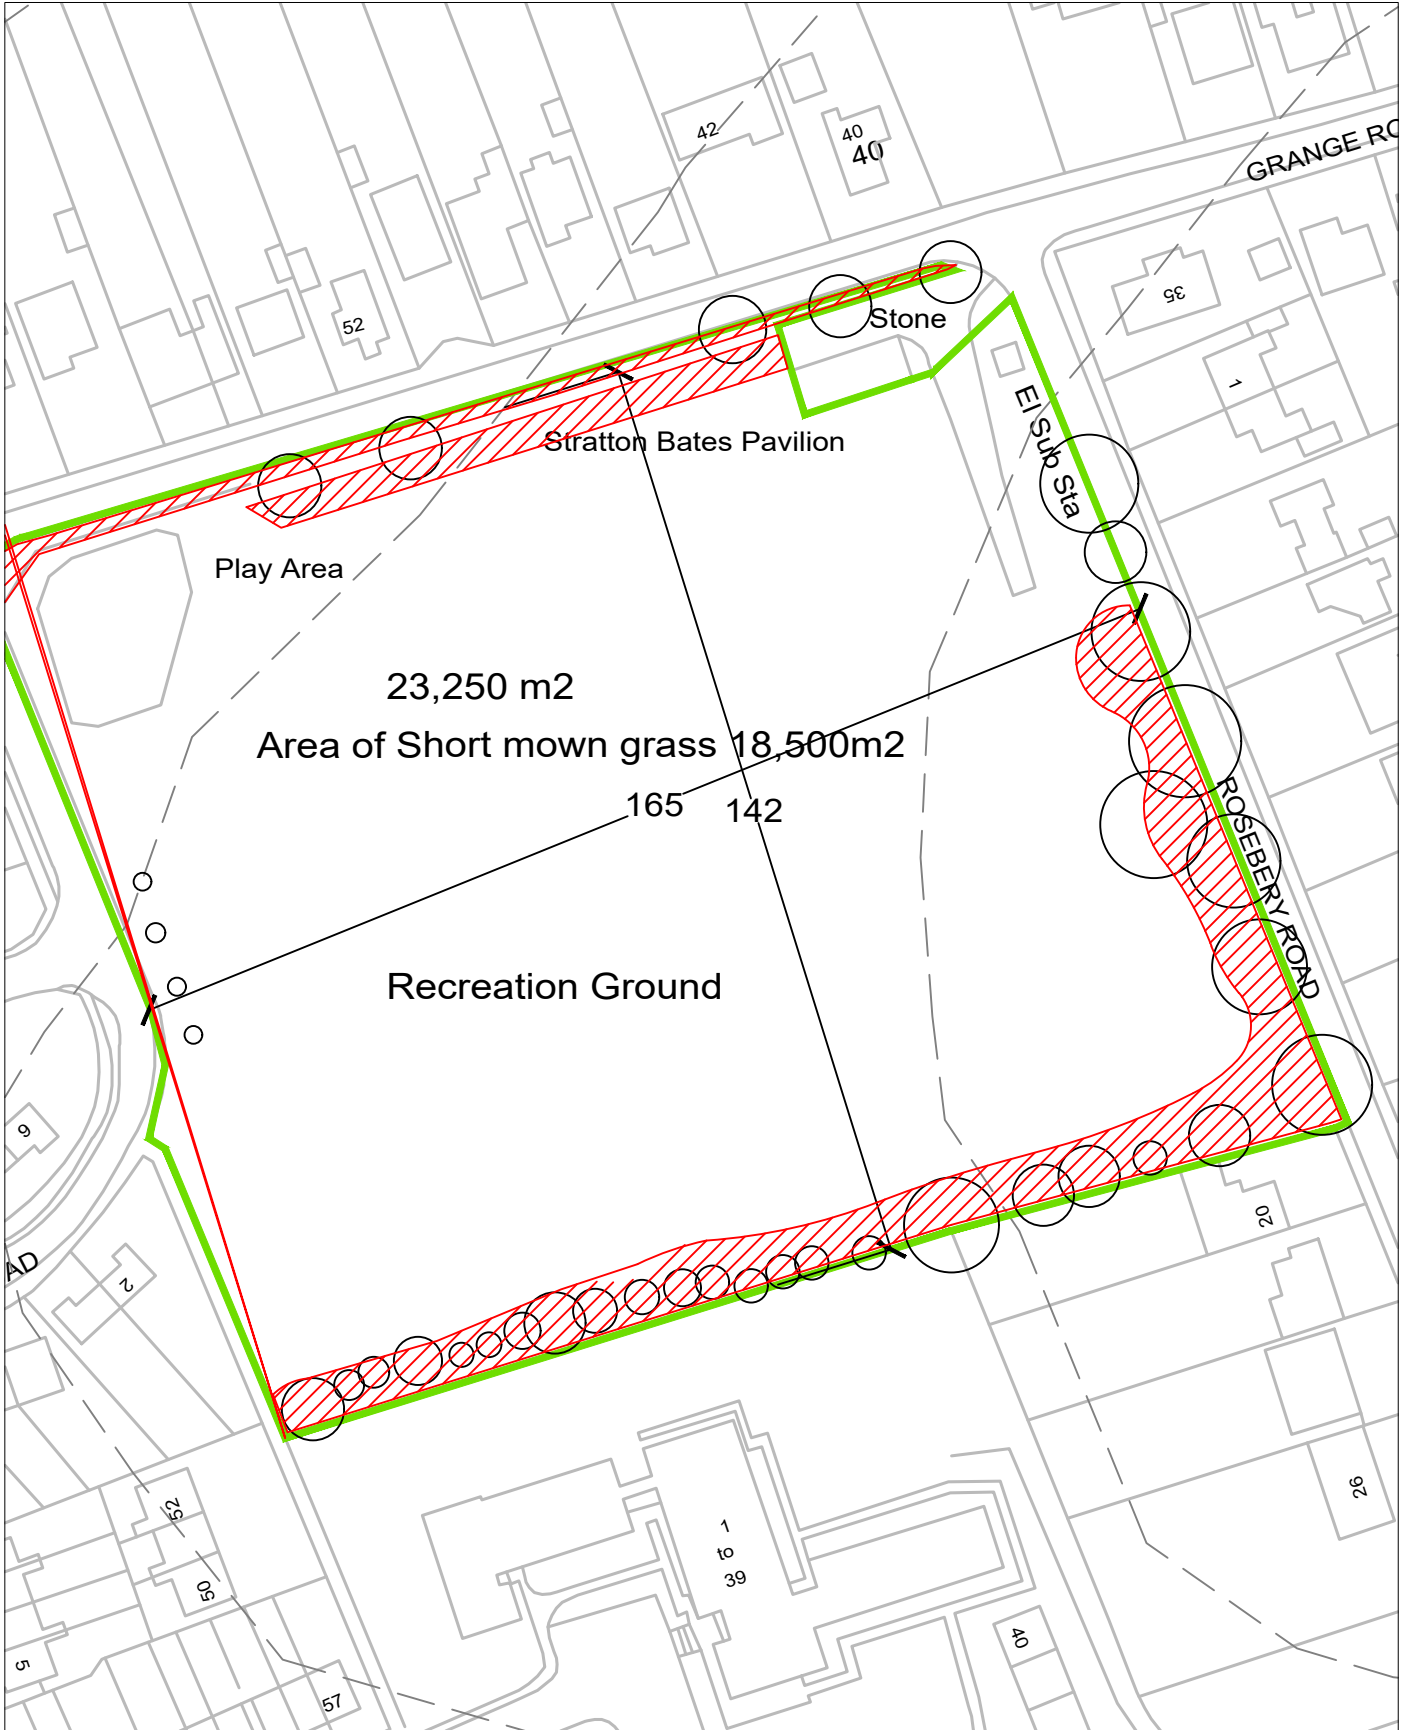 42
40
40
GRANGE RO
35
52
Stone
1
El Sub Sta
Stratton Bates Pavilion
Play Area
23,250 m2
Area of Short mown grass 18,500m2
165
142
ROSEBERY ROAD
Recreation Ground
9
20
AD
2
26
52
1
to
39
50
40
5
57